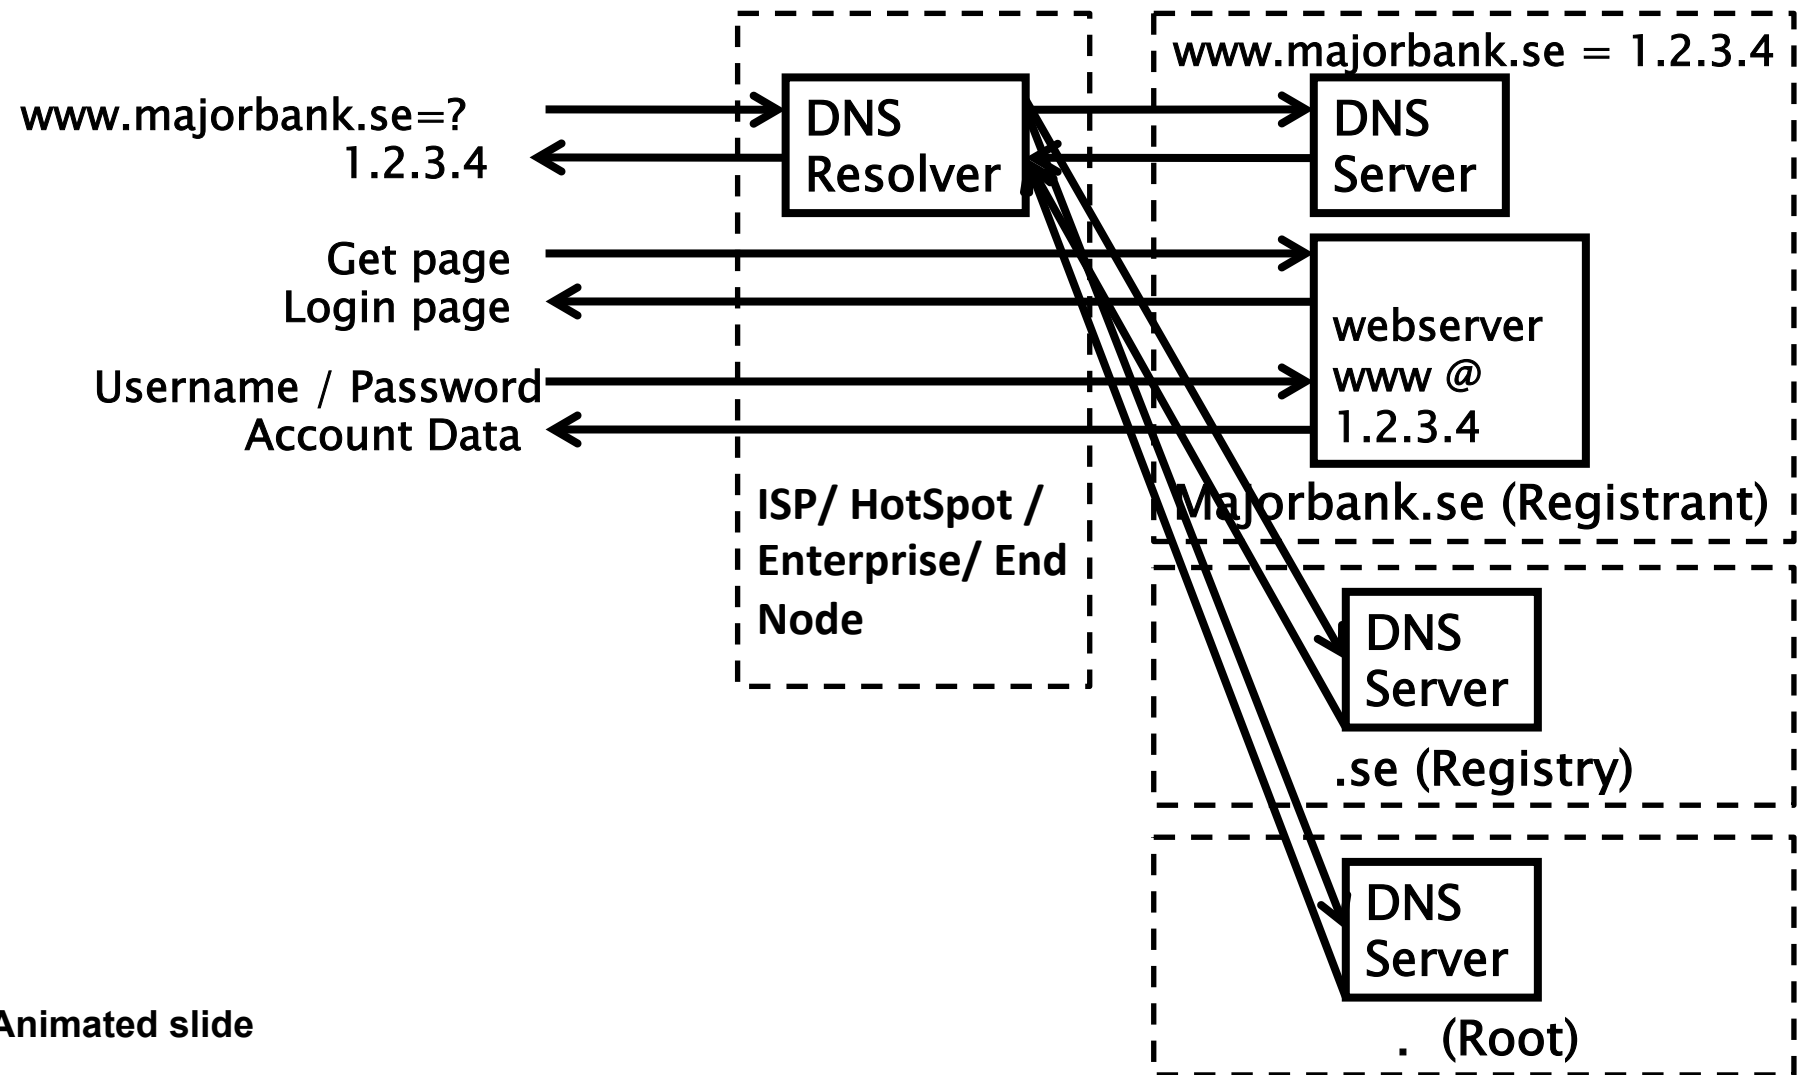 www.majorbank.se=?
1.2.3.4
Get page
Login page
Username / Password
Account Data
DNS
Resolver
ISP/ HotSpot /
Enterprise/ End
Node
www.majorbank.se = 1.2.3.4
DNS
Server
webserver
www @
1.2.3.4
Majorbank.se (Registrant)
DNS
Server
.se (Registry)
DNS
Server
. (Root)
Animated slide